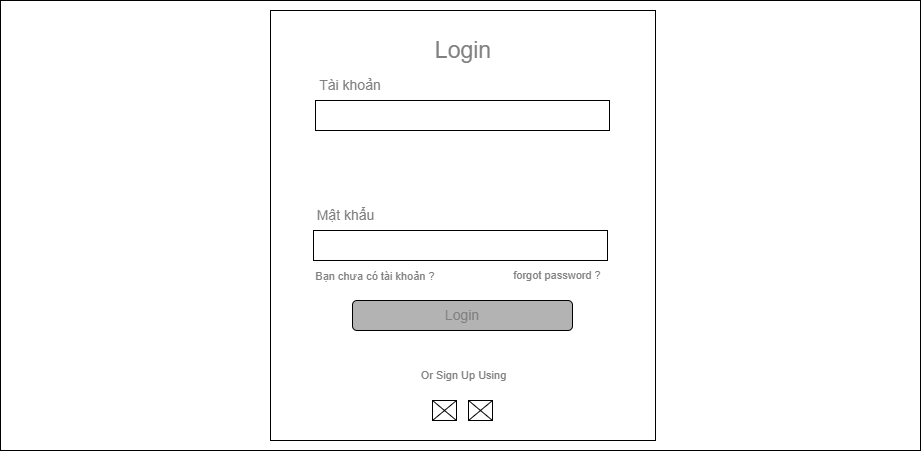 Login
Tài khoản
Mật khẩu
Bạn chưa có tài khoản ?
forgot password ?
Login
Or Sign Up Using